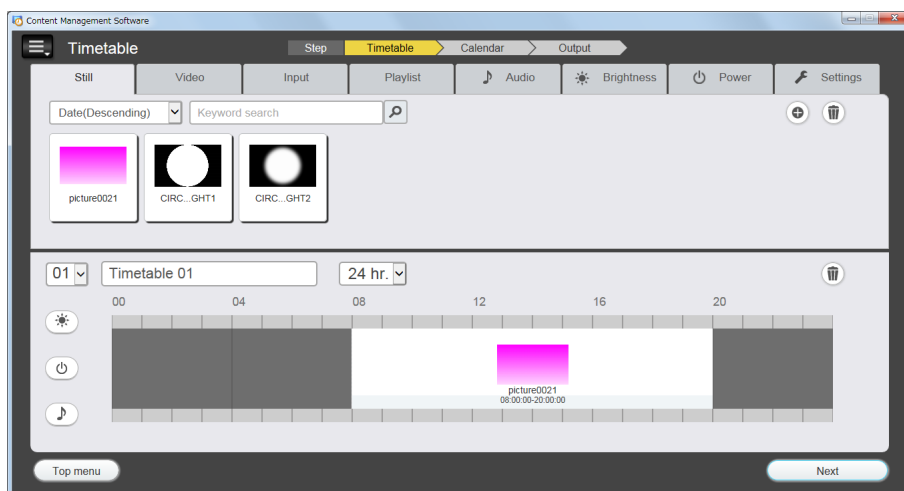 Content Management Software
Timetable
Step Timetable Calendar Output
Still Video Input Playlist Audio Brightness Power Settings
Date(Descending) Keyword search
picture0021 CIRC...GHT1 CIRC...GHT2
01 Timetable 01 24 hr.
00 04 08 12 16 20
picture0021
08:00:00-20:00:00
Top menu Next